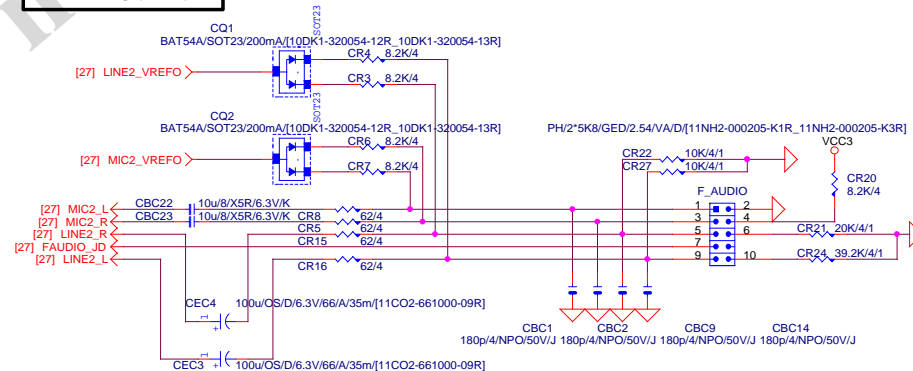 CQ1
SOT23
BAT54A/SOT23/200mA/[10DK1-320054-12R_10DK1-320054-13R]
CR4 8.2K/4
[27] LINE2_VREFO
CR3 8.2K/4
SOT23
CQ2
BAT54A/SOT23/200mA/[10DK1-320054-12R_10DK1-320054-13R]
PH/2*5K8/GED/2.54/VA/D/[11NH2-000205-K1R_11NH2-000205-K3R]
CR6 8.2K/4
VCC3
[27] MIC2_VREFO
CR7 8.2K/4
CR22 10K/4/1
CR27 10K/4/1
CR20
8.2K/4
F_AUDIO
[27] MIC2_L CBC22 10u/8/X5R/6.3V/K
1 2
[27] MIC2_R CBC23 10u/8/X5R/6.3V/K
CR8 62/4
3 4
[27] LINE2_R
CR5 62/4
5 6
CR21 20K/4/1
[27] FAUDIO_JD
CR15 62/4
7
[27] LINE2_L
CR16 62/4
9 10
CR24 39.2K/4/1
CEC4 100u/OS/D/6.3V/66/A/35m/[11CO2-661000-09R]
1
+
CBC1 CBC2 CBC9 CBC14
180p/4/NPO/50V/J 180p/4/NPO/50V/J 180p/4/NPO/50V/J 180p/4/NPO/50V/J
1
CEC3 + 100u/OS/D/6.3V/66/A/35m/[11CO2-661000-09R]